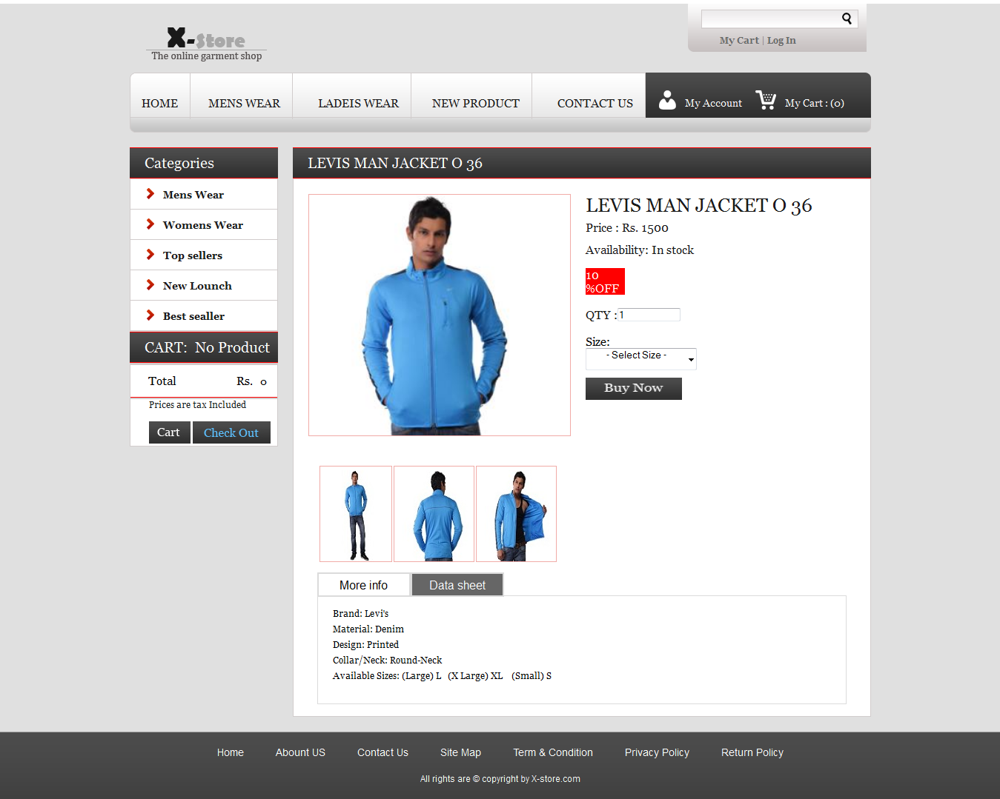 X-Store
The online garment shop
My Cart | Log In
HOME
MENS WEAR
LADEIS WEAR
NEW PRODUCT
CONTACT US
My Account
My Cart : (0)
Categories
Mens Wear
Womens Wear
Top sellers
New Lounch
Best sealler
CART: No Product
Total Rs. 0
Prices are tax Included
Cart
Check Out
LEVIS MAN JACKET O 36
LEVIS MAN JACKET O 36
Price : Rs. 1500
Availability: In stock
10
%OFF
QTY : 1
Size:
- Select Size -
Buy Now
More info
Data sheet
Brand: Levi's
Material: Denim
Design: Printed
Collar/Neck: Round-Neck
Available Sizes: (Large) L (X Large) XL (Small) S
Home
Abount US
Contact Us
Site Map
Term & Condition
Privacy Policy
Return Policy
All rights are © copyright by X-store.com